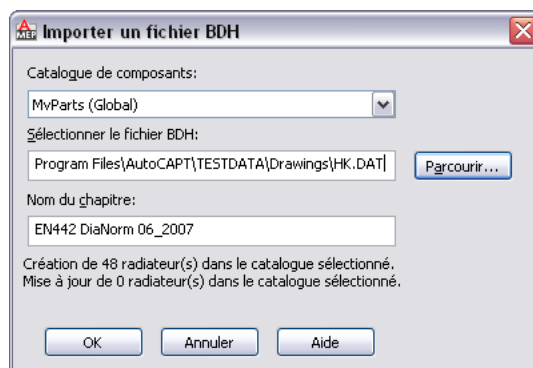 MEP
Importer un fichier BDH
Catalogue de composants:
MvParts (Global)
Sélectionner le fichier BDH:
Program Files\AutoCAPT\TESTDATA\Drawings\HK.DAT
Parcourir...
Nom du chapitre:
EN442 DiaNorm 06_2007
Création de 48 radiateur(s) dans le catalogue sélectionné.
Mise à jour de 0 radiateur(s) dans le catalogue sélectionné.
OK Annuler Aide